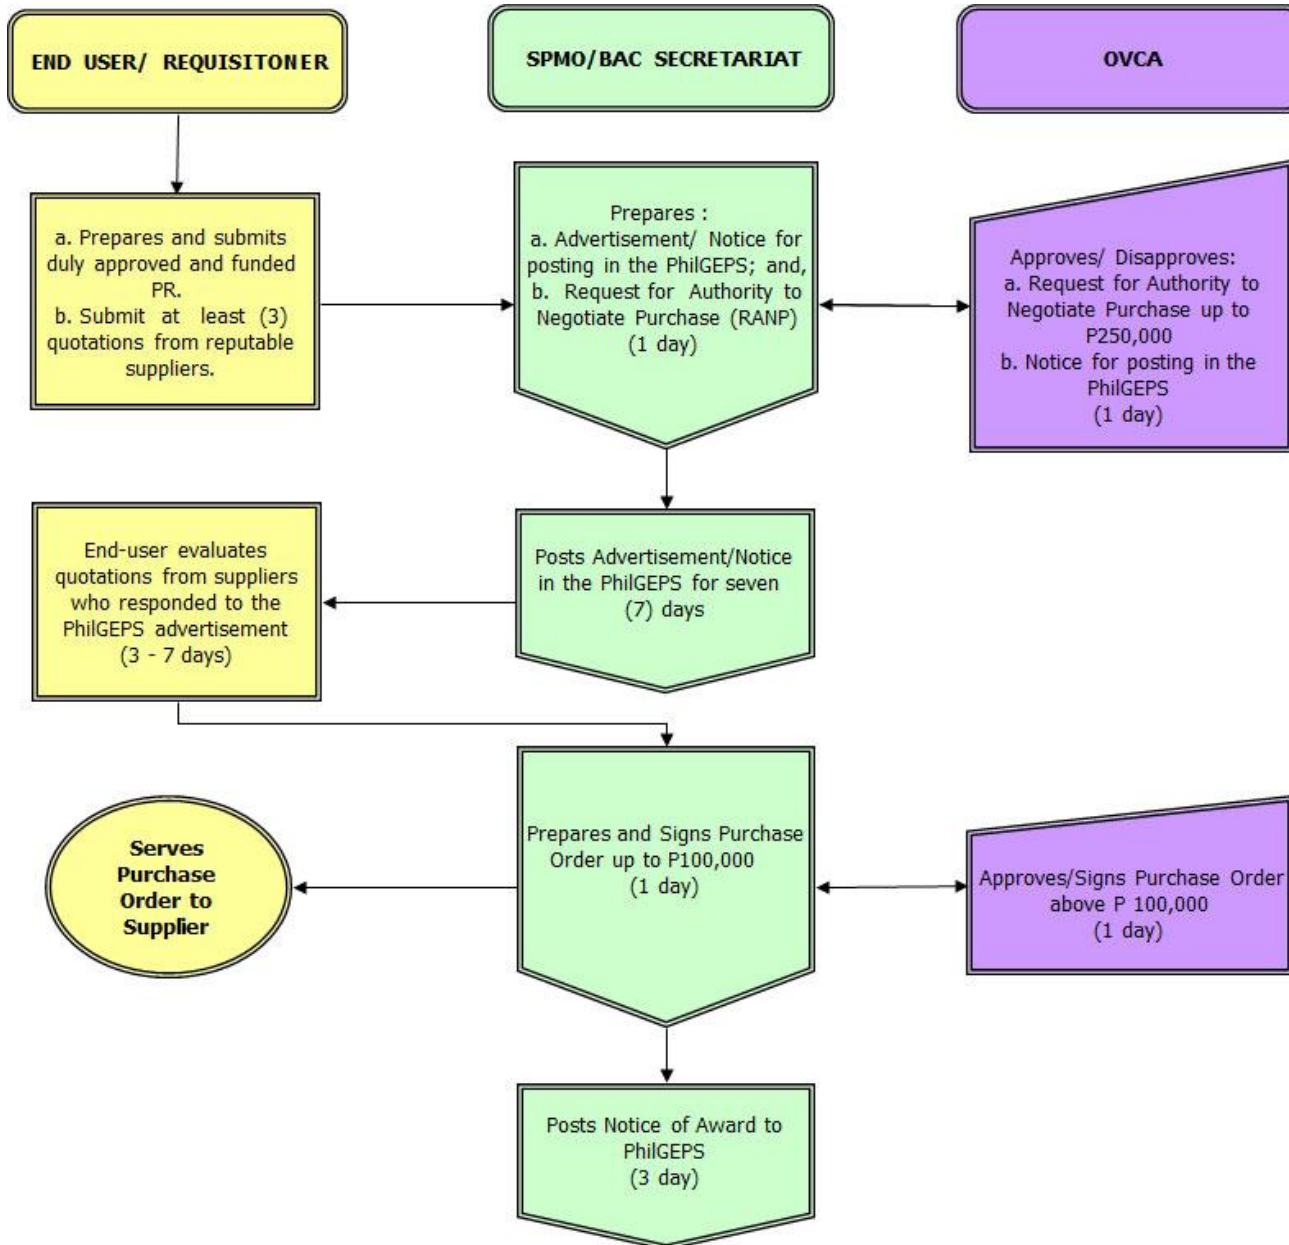 END USER/ REQUISITONER
SPMO/BAC SECRETARIAT
OVCA
a. Prepares and submits
duly approved and funded
PR.
b. Submit at least (3)
quotations from reputable
suppliers.
Prepares :
a. Advertisement/ Notice for
posting in the PhilGEPS; and,
b. Request for Authority to
Negotiate Purchase (RANP)
(1 day)
Approves/ Disapproves:
a. Request for Authority to
Negotiate Purchase up to
P250,000
b. Notice for posting in the
PhilGEPS
(1 day)
End-user evaluates
quotations from suppliers
who responded to the
PhilGEPS advertisement
(3 - 7 days)
Posts Advertisement/Notice
in the PhilGEPS for seven
(7) days
Serves
Purchase
Order to
Supplier
Prepares and Signs Purchase
Order up to P100,000
(1 day)
Approves/Signs Purchase Order
above P 100,000
(1 day)
Posts Notice of Award to
PhilGEPS
(3 day)